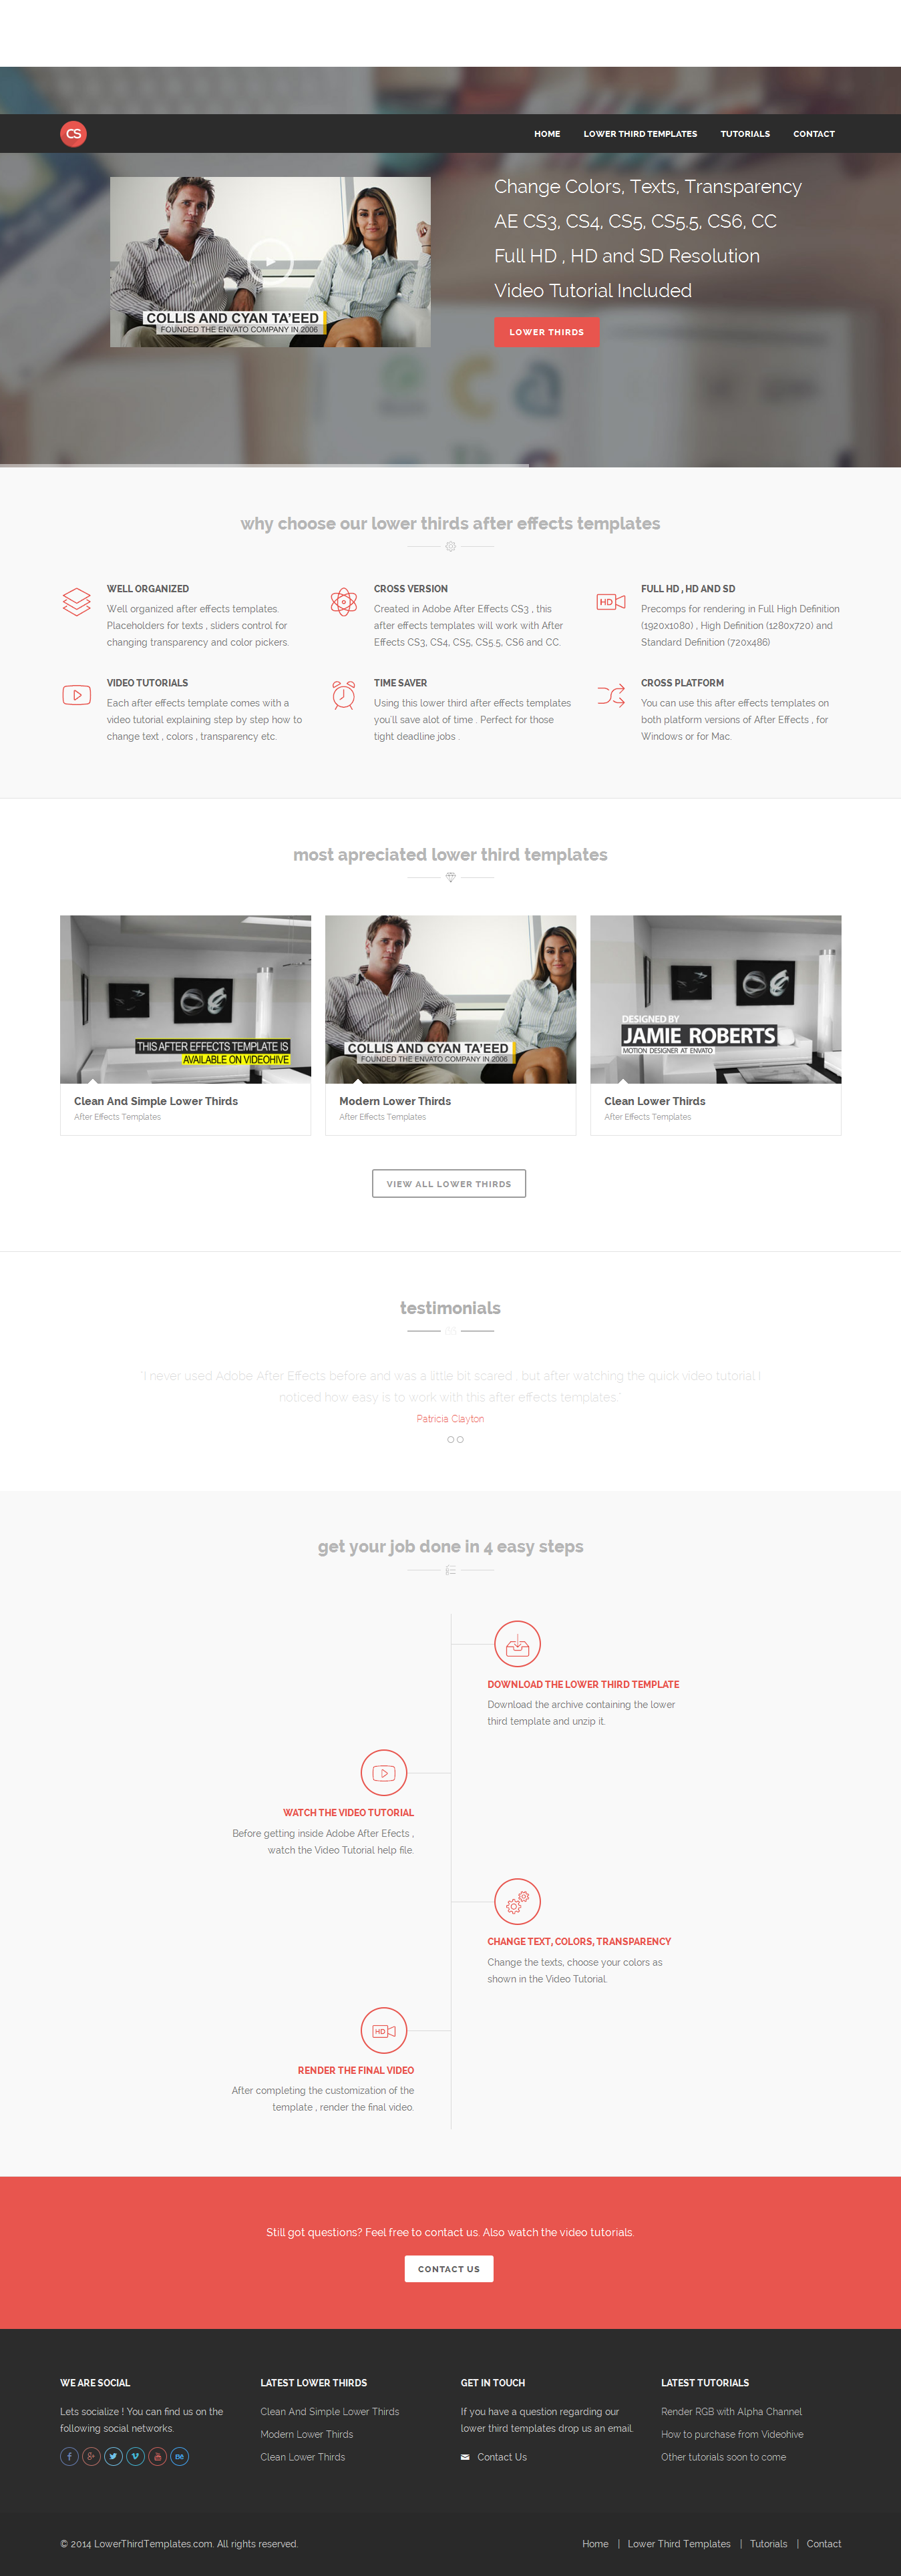 CS
HOME
LOWER THIRD TEMPLATES
TUTORIALS
CONTACT
COLLIS AND CYAN TA'EED
FOUNDED THE ENVATO COMPANY IN 2006
Change Colors, Texts, Transparency
AE CS3, CS4, CS5, CS5.5, CS6, CC
Full HD , HD and SD Resolution
Video Tutorial Included
LOWER THIRDS
why choose our lower thirds after effects templates
WELL ORGANIZED
Well organized after effects templates.
Placeholders for texts , sliders control for
changing transparency and color pickers.
CROSS VERSION
Created in Adobe After Effects CS3 , this
after effects templates will work with After
Effects CS3, CS4, CS5, CS5.5, CS6 and CC.
HD
FULL HD , HD AND SD
Precomps for rendering in Full High Definition
(1920x1080) , High Definition (1280x720) and
Standard Definition (720x486)
VIDEO TUTORIALS
Each after effects template comes with a
video tutorial explaining step by step how to
change text , colors , transparency etc.
TIME SAVER
Using this lower third after effects templates
you'll save alot of time . Perfect for those
tight deadline jobs .
CROSS PLATFORM
You can use this after effects templates on
both platform versions of After Effects , for
Windows or for Mac.
most apreciated lower third templates
THIS AFTER EFFECTS TEMPLATE IS
AVAILABLE ON VIDEOHIVE
Clean And Simple Lower Thirds
After Effects Templates
COLLIS AND CYAN TA'EED
FOUNDED THE ENVATO COMPANY IN 2006
Modern Lower Thirds
After Effects Templates
DESIGNED BY
JAMIE ROBERTS
MOTION DESIGNER AT ENVATO
Clean Lower Thirds
After Effects Templates
VIEW ALL LOWER THIRDS
testimonials
"I never used Adobe After Effects before and was a little bit scared , but after watching the quick video tutorial I
noticed how easy is to work with this after effects templates."
Patricia Clayton
get your job done in 4 easy steps
DOWNLOAD THE LOWER THIRD TEMPLATE
Download the archive containing the lower
third template and unzip it.
WATCH THE VIDEO TUTORIAL
Before getting inside Adobe After Efects ,
watch the Video Tutorial help file.
CHANGE TEXT, COLORS, TRANSPARENCY
Change the texts, choose your colors as
shown in the Video Tutorial.
HD
RENDER THE FINAL VIDEO
After completing the customization of the
template , render the final video.
Still got questions? Feel free to contact us. Also watch the video tutorials.
CONTACT US
WE ARE SOCIAL
Lets socialize ! You can find us on the
following social networks.
LATEST LOWER THIRDS
Clean And Simple Lower Thirds
Modern Lower Thirds
Clean Lower Thirds
GET IN TOUCH
If you have a question regarding our
lower third templates drop us an email.
Contact Us
LATEST TUTORIALS
Render RGB with Alpha Channel
How to purchase from Videohive
Other tutorials soon to come
© 2014 LowerThirdTemplates.com. All rights reserved.
Home | Lower Third Templates | Tutorials | Contact